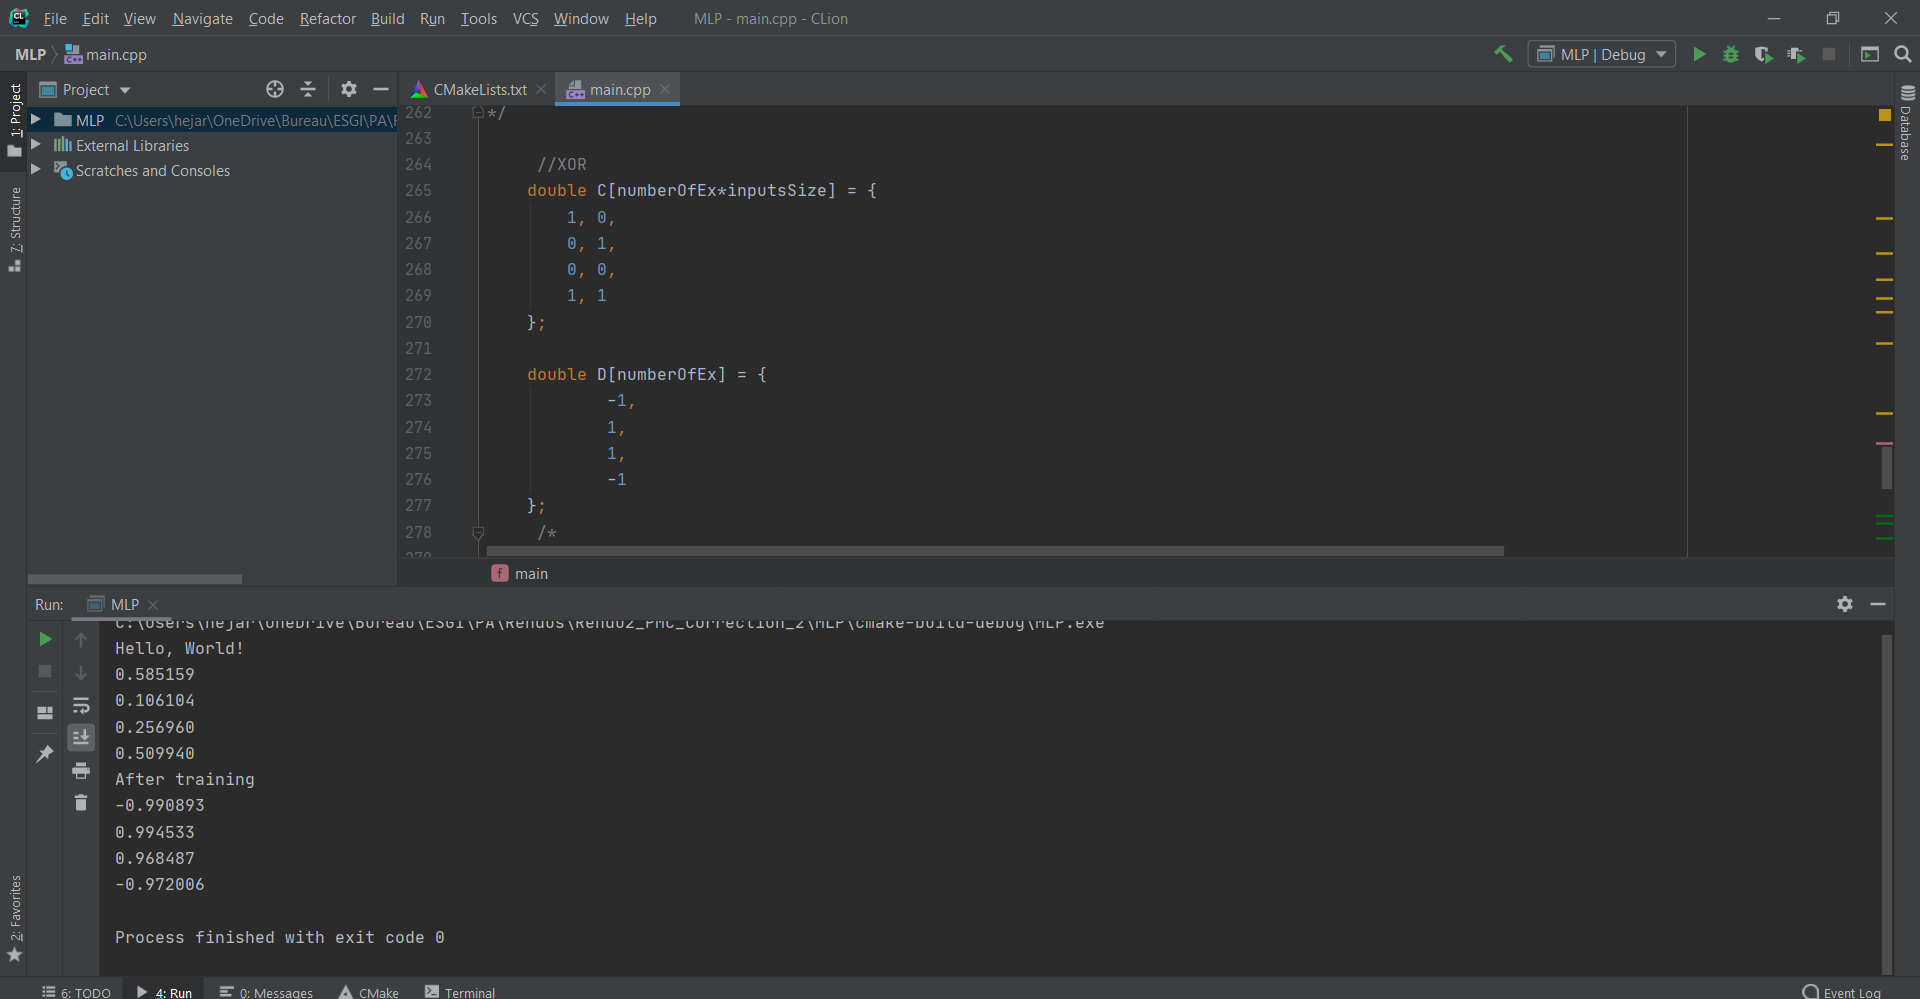 File Edit View Navigate Code Refactor Build Run Tools VCS Window Help MLP - main.cpp - CLion
MLP main.cpp MLP | Debug
1: Project
Project
CMakeLists.txt main.cpp
MLP C:\Users\hejar\OneDrive\Bureau\ESGI\PA\
External Libraries
Scratches and Consoles
7: Structure
Database
262 */
263
264 //XOR
265 double C[numberOfEx*inputsSize] = {
266 1, 0,
267 0, 1,
268 0, 0,
269 1, 1
270 };
271
272 double D[numberOfEx] = {
273 -1,
274 1,
275 1,
276 -1
277 };
278 /*
f main
Run: MLP
C:\Users\hejar\OneDrive\Bureau\ESGI\PA\Rendus\Rendu2_PMC_Correction_2\MLP\cmake-build-debug\MLP.exe
Hello, World!
0.585159
0.106104
0.256960
0.509940
After training
-0.990893
0.994533
0.968487
-0.972006
Process finished with exit code 0
2: Favorites
6: TODO 4: Run 0: Messages CMake Terminal Event Log